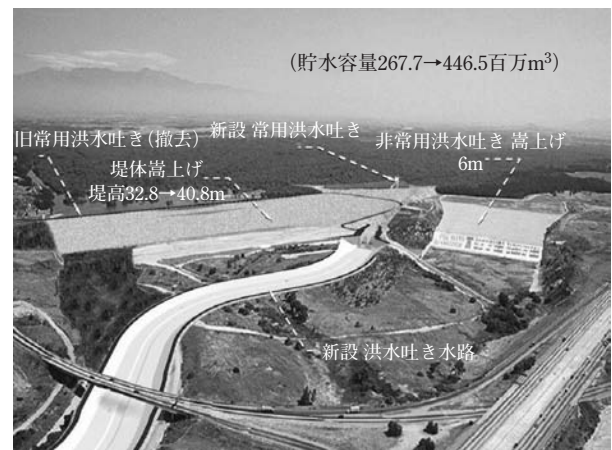 (貯水容量267.7→446.5百万m³)
旧常用洪水吐き(撤去)
新設 常用洪水吐き
非常用洪水吐き 嵩上げ
6m
堤体嵩上げ
堤高32.8→40.8m
新設 洪水吐き水路